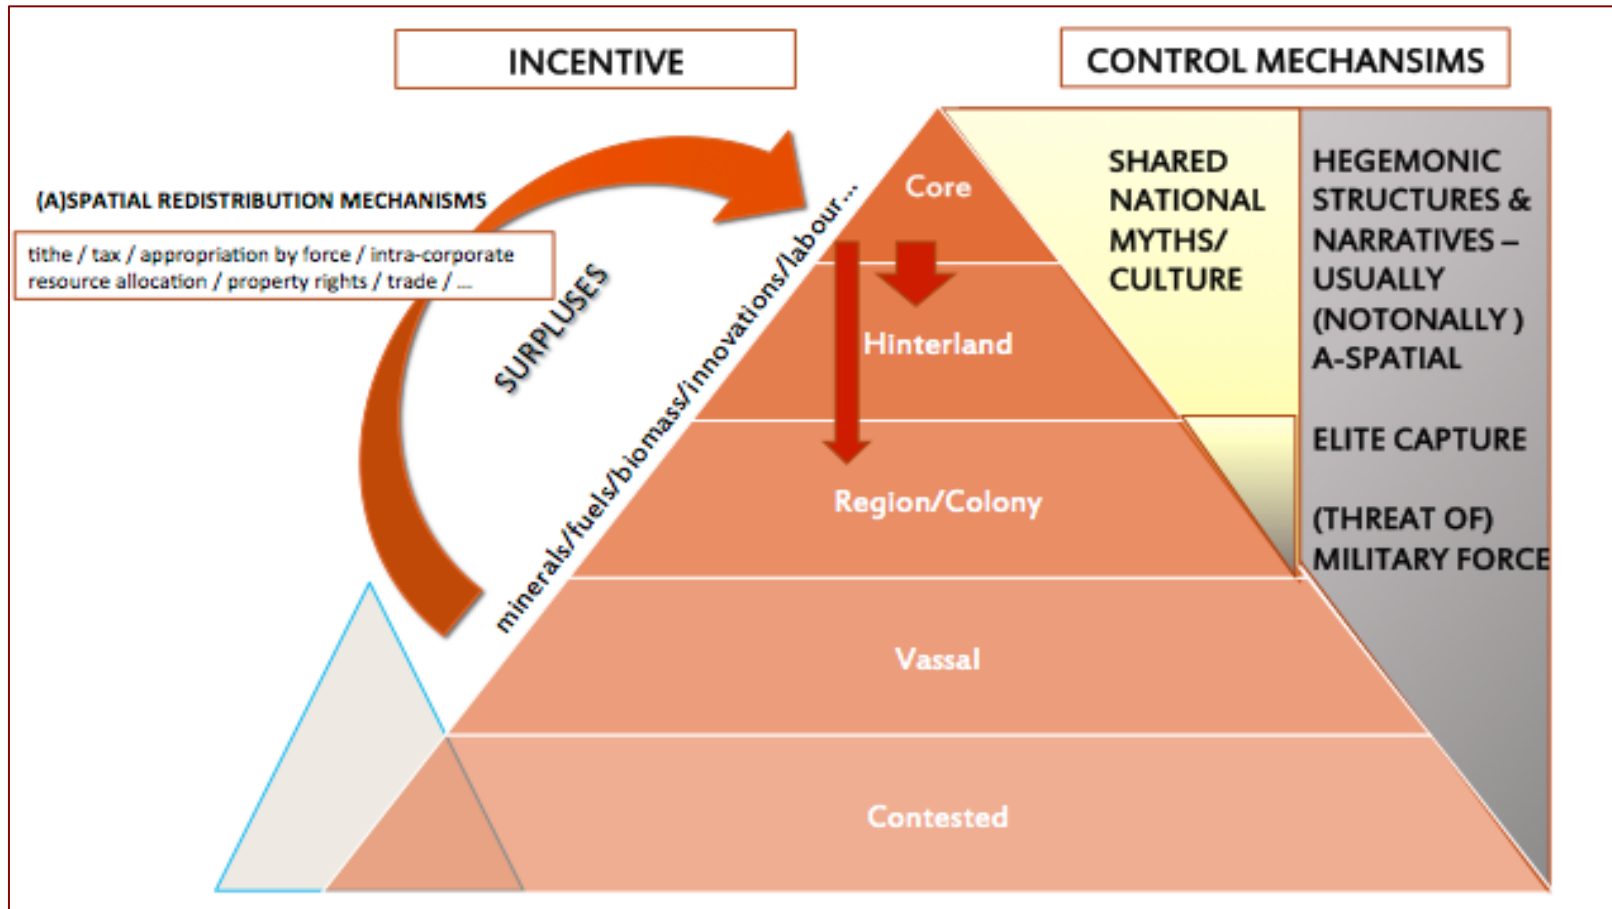 INCENTIVE
CONTROL MECHANSIMS
(A)SPATIAL REDISTRIBUTION MECHANISMS
tithe / tax / appropriation by force / intra-corporate
resource allocation / property rights / trade / ...
SURPLUSES
minerals/fuels/biomass/innovations/labour...
Core
Hinterland
Region/Colony
Vassal
Contested
SHARED
NATIONAL
MYTHS/
CULTURE
HEGEMONIC
STRUCTURES &
NARRATIVES –
USUALLY
(NOTONALLY )
A-SPATIAL
ELITE CAPTURE
(THREAT OF)
MILITARY FORCE